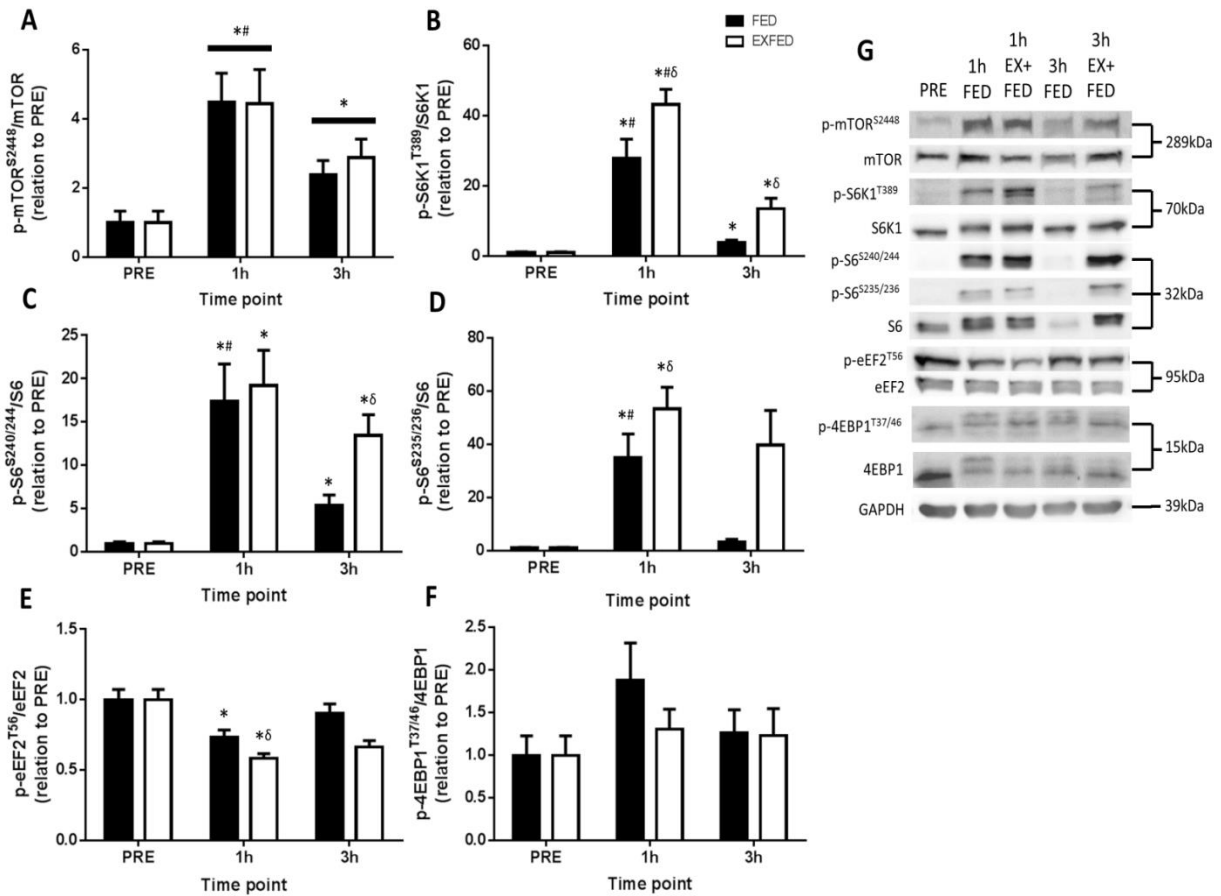 A
p-mTOR^S2448/mTOR
(relation to PRE)
6
4
2
0
*#
*
PRE
1h
3h
Time point
B
p-S6K1^T389/S6K1
(relation to PRE)
60
40
20
0
*#
*#δ
*
*δ
PRE
1h
3h
Time point
FED
EXFED
C
p-S6^S240/244/S6
(relation to PRE)
25
20
15
10
5
0
*#
*
*
*δ
PRE
1h
3h
Time point
D
p-S6^S235/236/S6
(relation to PRE)
80
60
40
20
0
*#
*δ
PRE
1h
3h
Time point
E
p-eEF2^T56/eEF2
(relation to PRE)
1.5
1.0
0.5
0.0
*
*δ
PRE
1h
3h
Time point
F
p-4EBP1^T37/46/4EBP1
(relation to PRE)
2.5
2.0
1.5
1.0
0.5
0.0
PRE
1h
3h
Time point
G
PRE
1h
FED
1h
EX+
FED
3h
FED
3h
EX+
FED
p-mTOR^S2448
mTOR
289kDa
p-S6K1^T389
S6K1
70kDa
p-S6^S240/244
p-S6^S235/236
S6
32kDa
p-eEF2^T56
eEF2
95kDa
p-4EBP1^T37/46
4EBP1
15kDa
GAPDH
39kDa